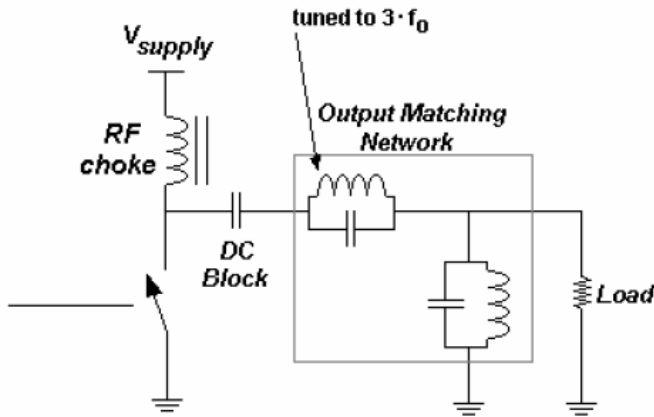 tuned to 3·f₀
Vsupply
Output Matching
Network
RF
choke
DC
Block
Load